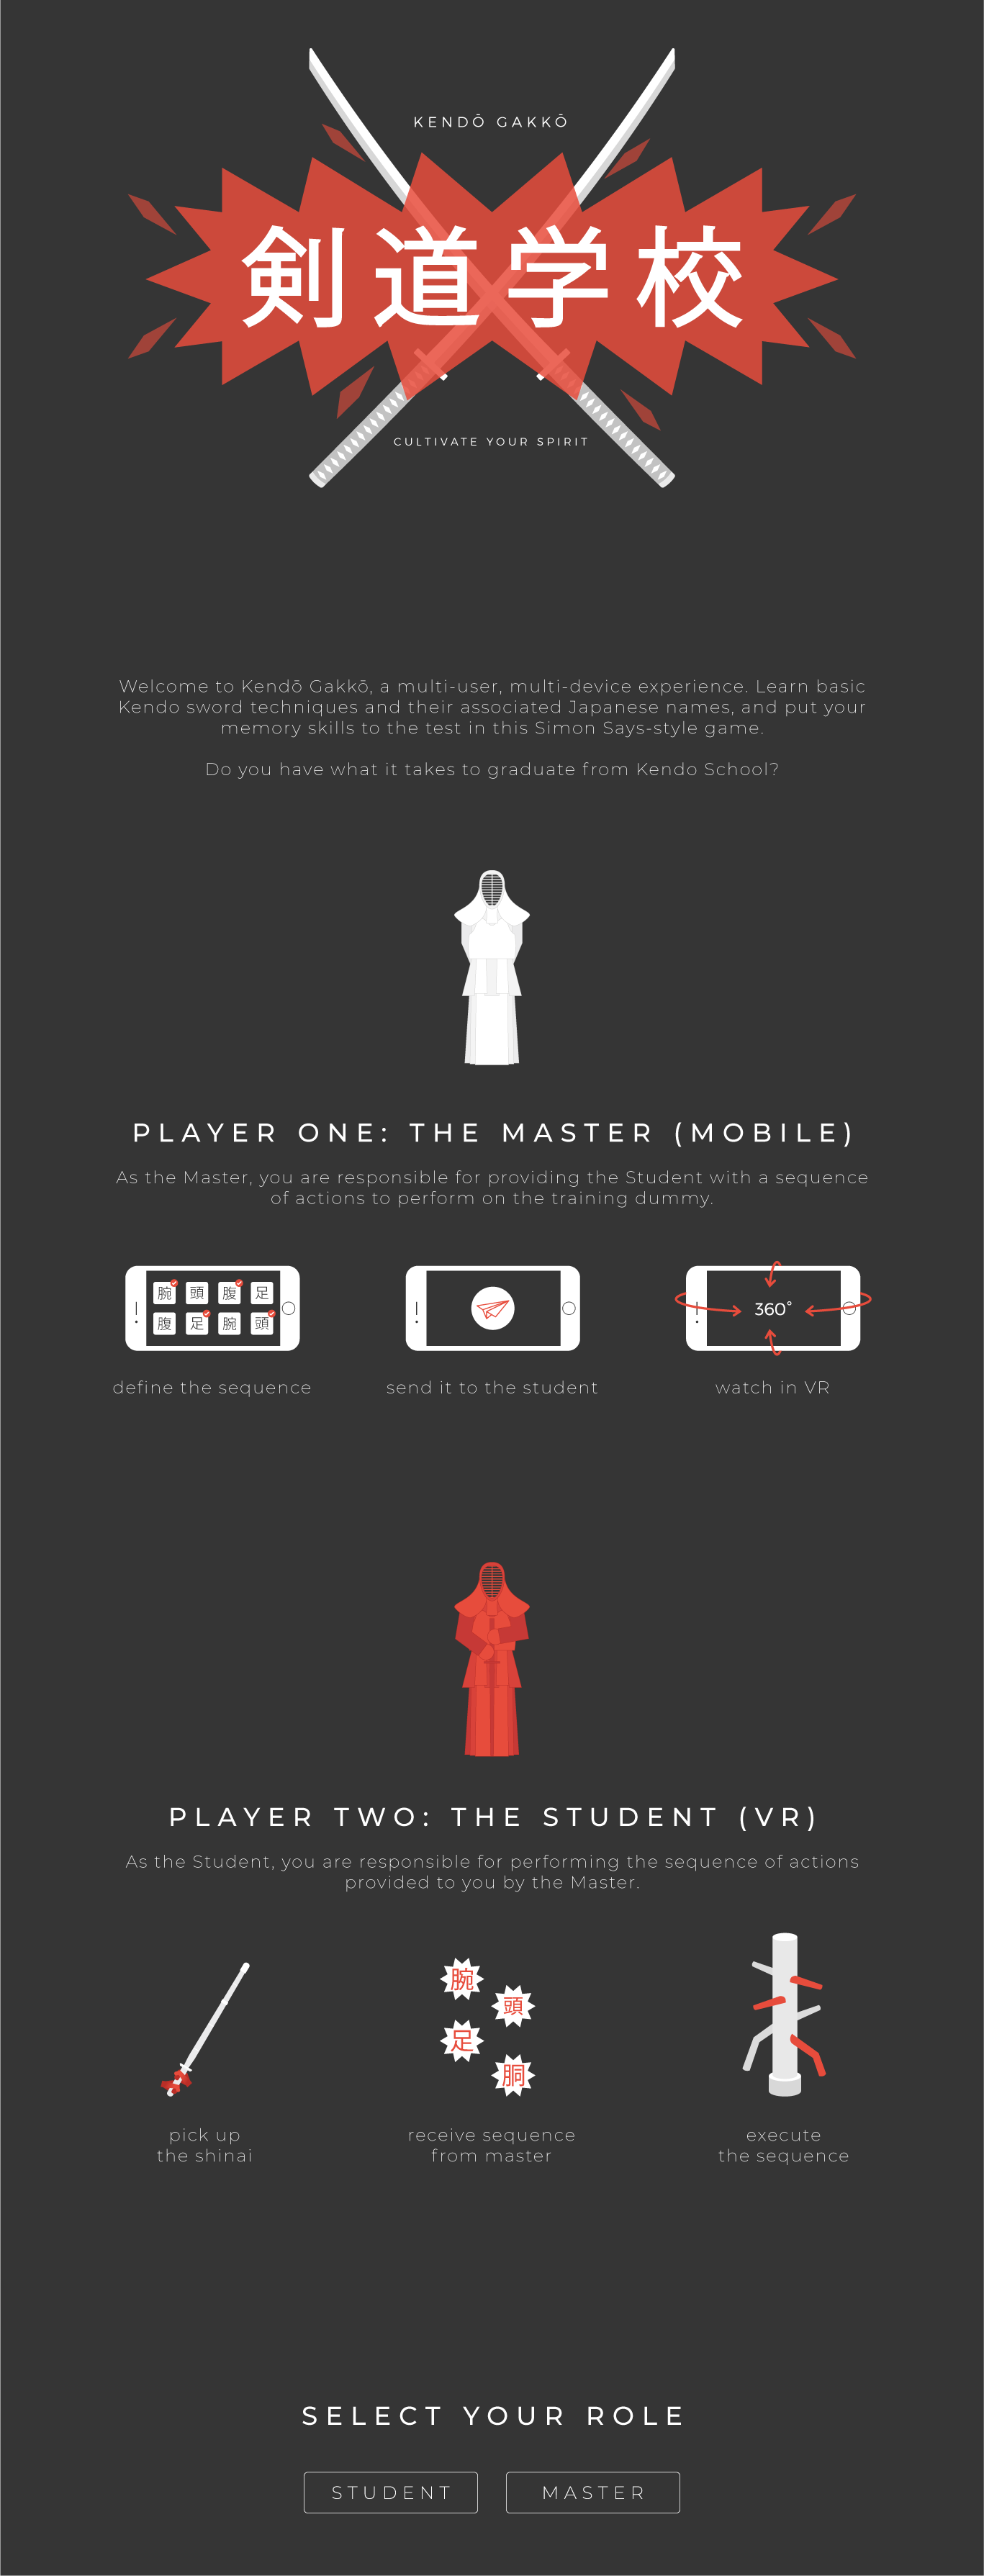 KENDŌ GAKKŌ
剣道学校
CULTIVATE YOUR SPIRIT
Welcome to Kendō Gakkō, a multi-user, multi-device experience. Learn basic
Kendo sword techniques and their associated Japanese names, and put your
memory skills to the test in this Simon Says-style game.
Do you have what it takes to graduate from Kendo School?
PLAYER ONE: THE MASTER (MOBILE)
As the Master, you are responsible for providing the Student with a sequence
of actions to perform on the training dummy.
腕 頭 腹 足
腹 足 腕 頭
360°
define the sequence
send it to the student
watch in VR
PLAYER TWO: THE STUDENT (VR)
As the Student, you are responsible for performing the sequence of actions
provided to you by the Master.
腕
頭
足
胴
pick up
the shinai
receive sequence
from master
execute
the sequence
SELECT YOUR ROLE
STUDENT
MASTER